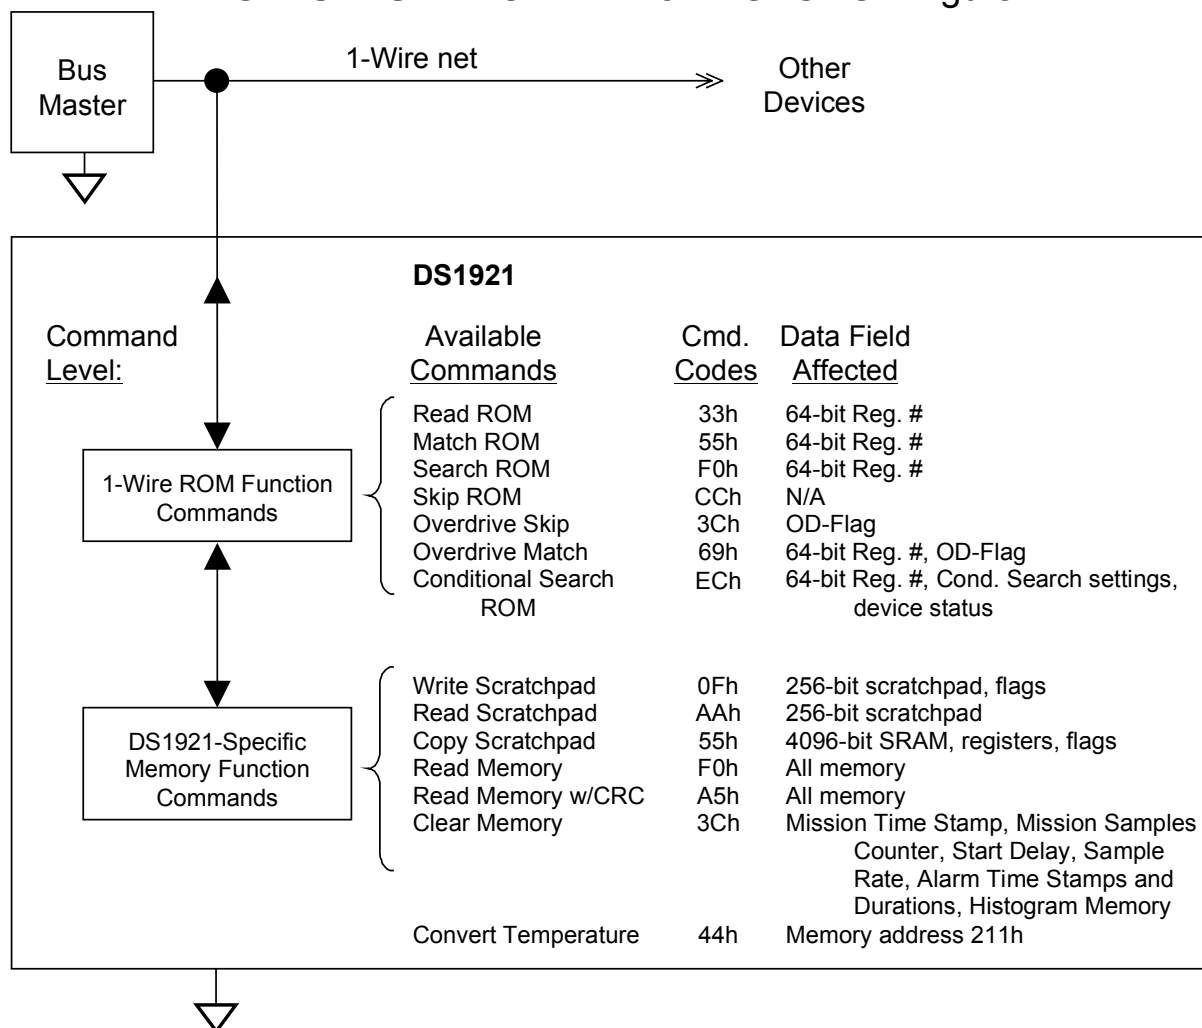 Bus
Master
1-Wire net
Other
Devices
DS1921
Command
Level:
Available
Commands
Cmd.
Codes
Data Field
Affected
1-Wire ROM Function
Commands
Read ROM 33h 64-bit Reg. #
Match ROM 55h 64-bit Reg. #
Search ROM F0h 64-bit Reg. #
Skip ROM CCh N/A
Overdrive Skip 3Ch OD-Flag
Overdrive Match 69h 64-bit Reg. #, OD-Flag
Conditional Search ECh 64-bit Reg. #, Cond. Search settings,
ROM device status
DS1921-Specific
Memory Function
Commands
Write Scratchpad 0Fh 256-bit scratchpad, flags
Read Scratchpad AAh 256-bit scratchpad
Copy Scratchpad 55h 4096-bit SRAM, registers, flags
Read Memory F0h All memory
Read Memory w/CRC A5h All memory
Clear Memory 3Ch Mission Time Stamp, Mission Samples
Counter, Start Delay, Sample
Rate, Alarm Time Stamps and
Durations, Histogram Memory
Convert Temperature 44h Memory address 211h